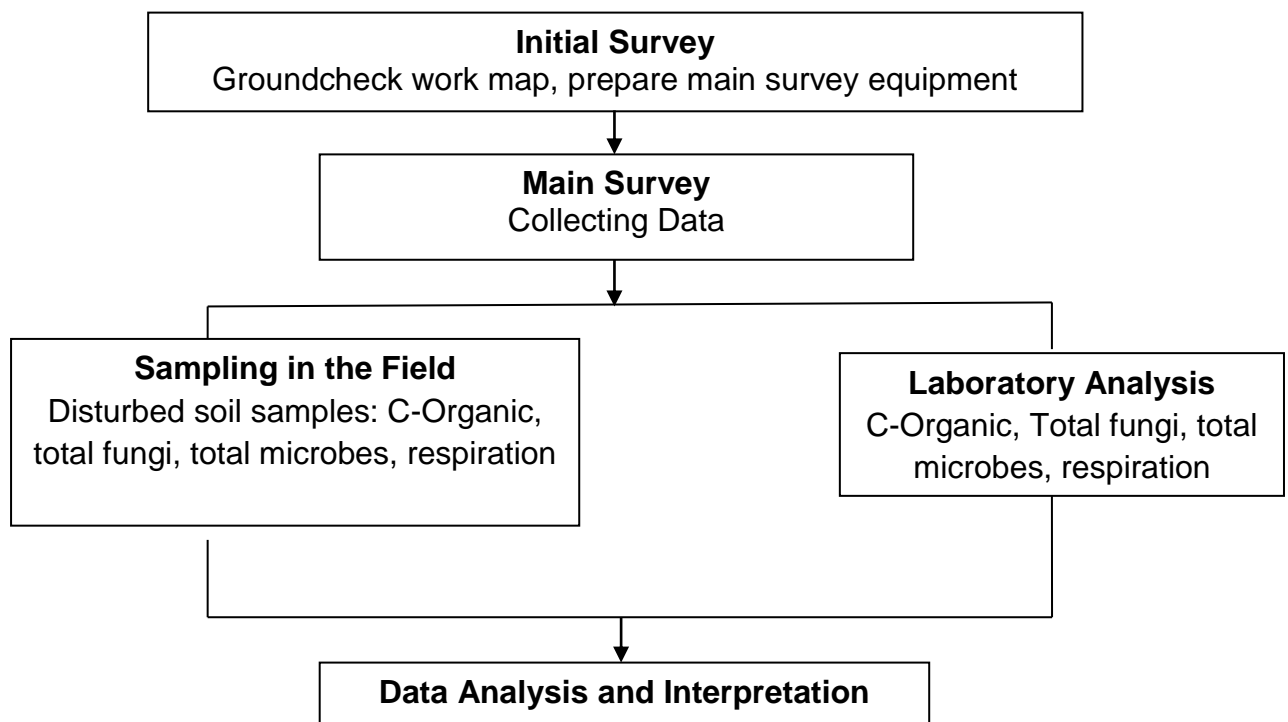 Initial Survey
Groundcheck work map, prepare main survey equipment
Main Survey
Collecting Data
Sampling in the Field
Disturbed soil samples: C-Organic,
total fungi, total microbes, respiration
Laboratory Analysis
C-Organic, Total fungi, total
microbes, respiration
Data Analysis and Interpretation